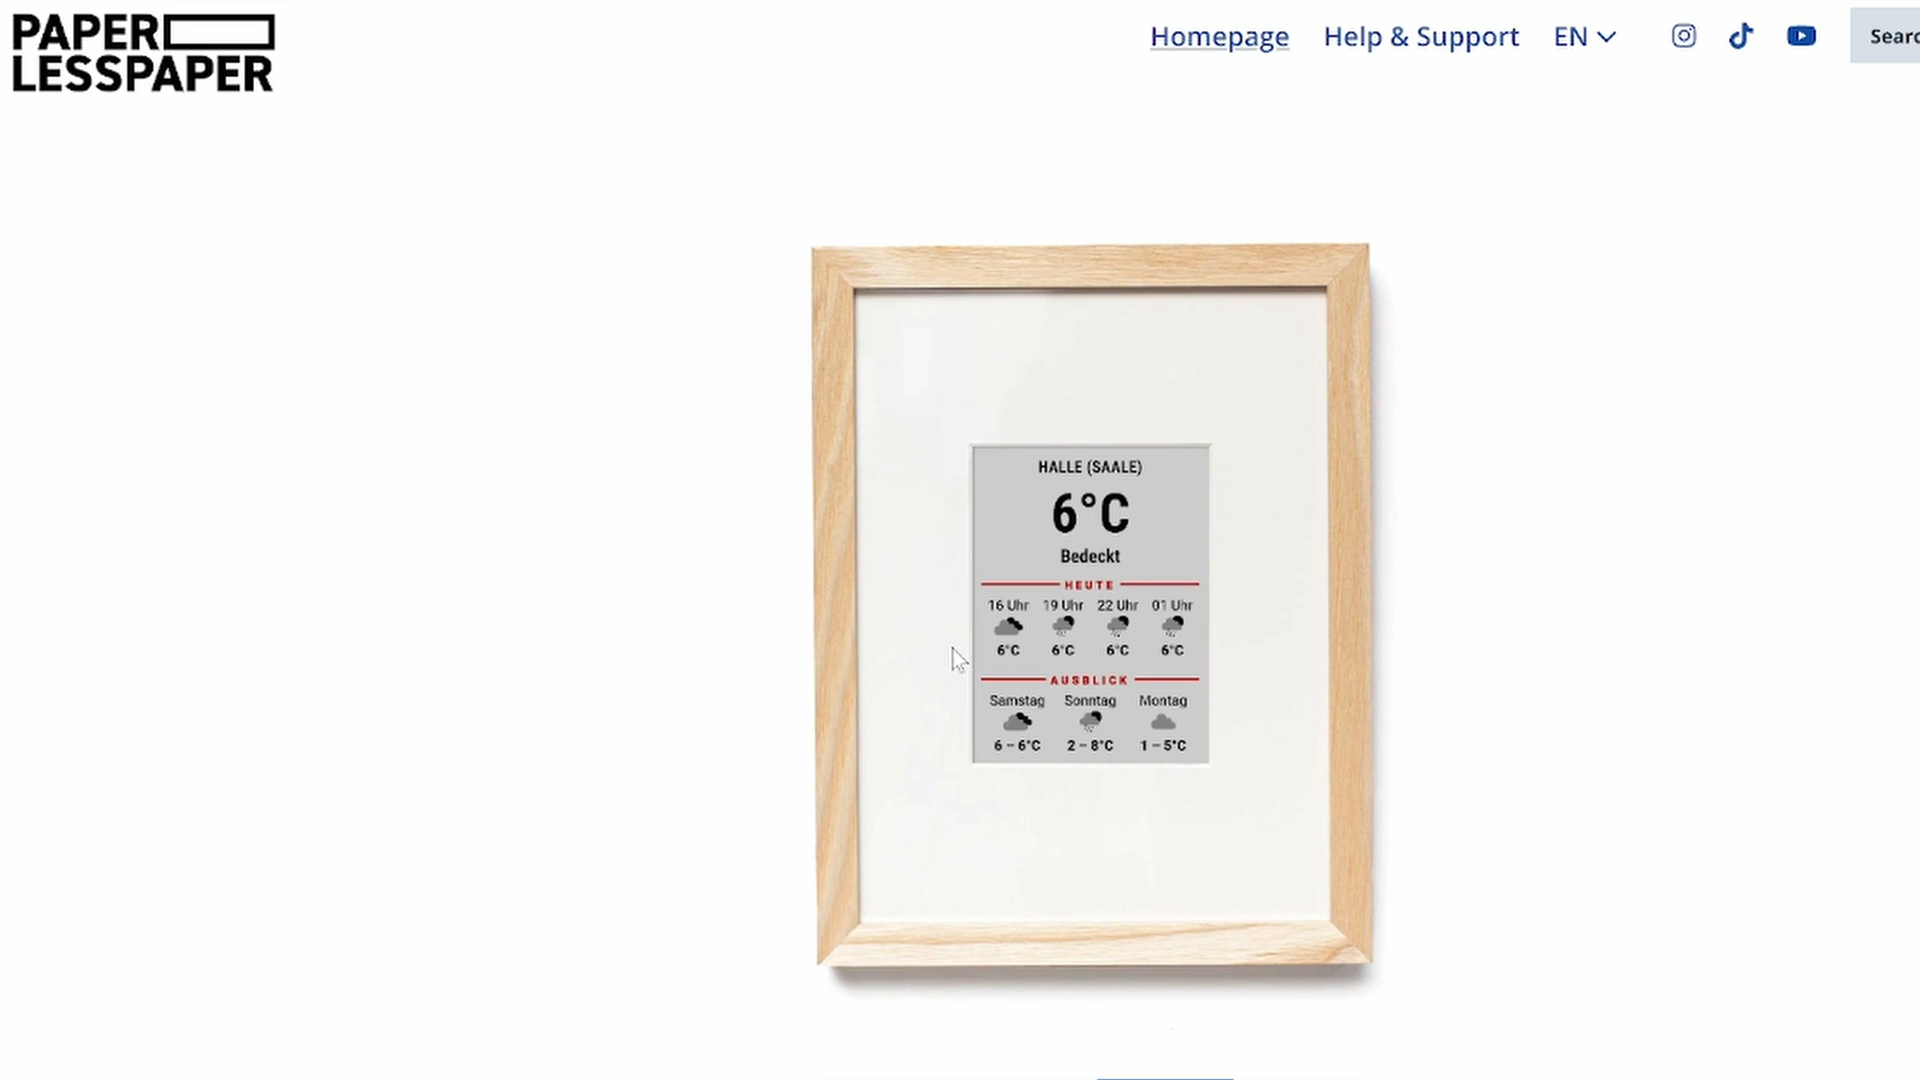 PAPER
LESSPAPER
Homepage Help & Support EN
HALLE (SAALE)
6°C
Bedeckt
HEUTE
16 Uhr 19 Uhr 22 Uhr 01 Uhr
6°C 6°C 6°C 6°C
AUSBLICK
Samstag Sonntag Montag
6 – 6°C 2 – 8°C 1 – 5°C